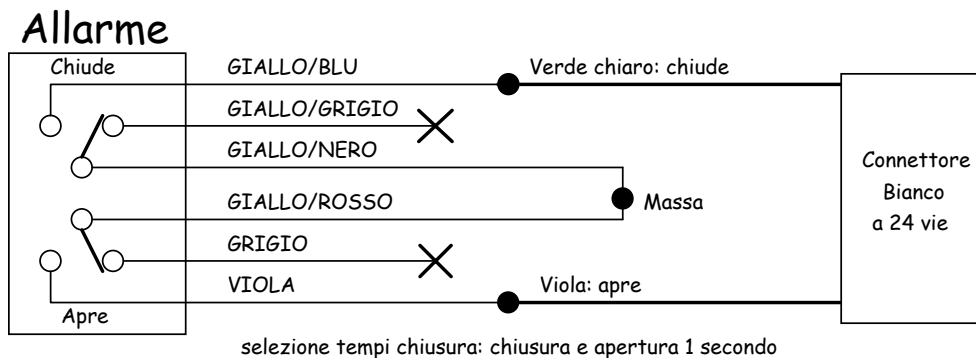 Allarme
Chiude
GIALLO/BLU
Verde chiaro: chiude
GIALLO/GRIGIO
GIALLO/NERO
Connettore
Bianco
a 24 vie
GIALLO/ROSSO
Massa
GRIGIO
VIOLA
Viola: apre
Apre
selezione tempi chiusura: chiusura e apertura 1 secondo